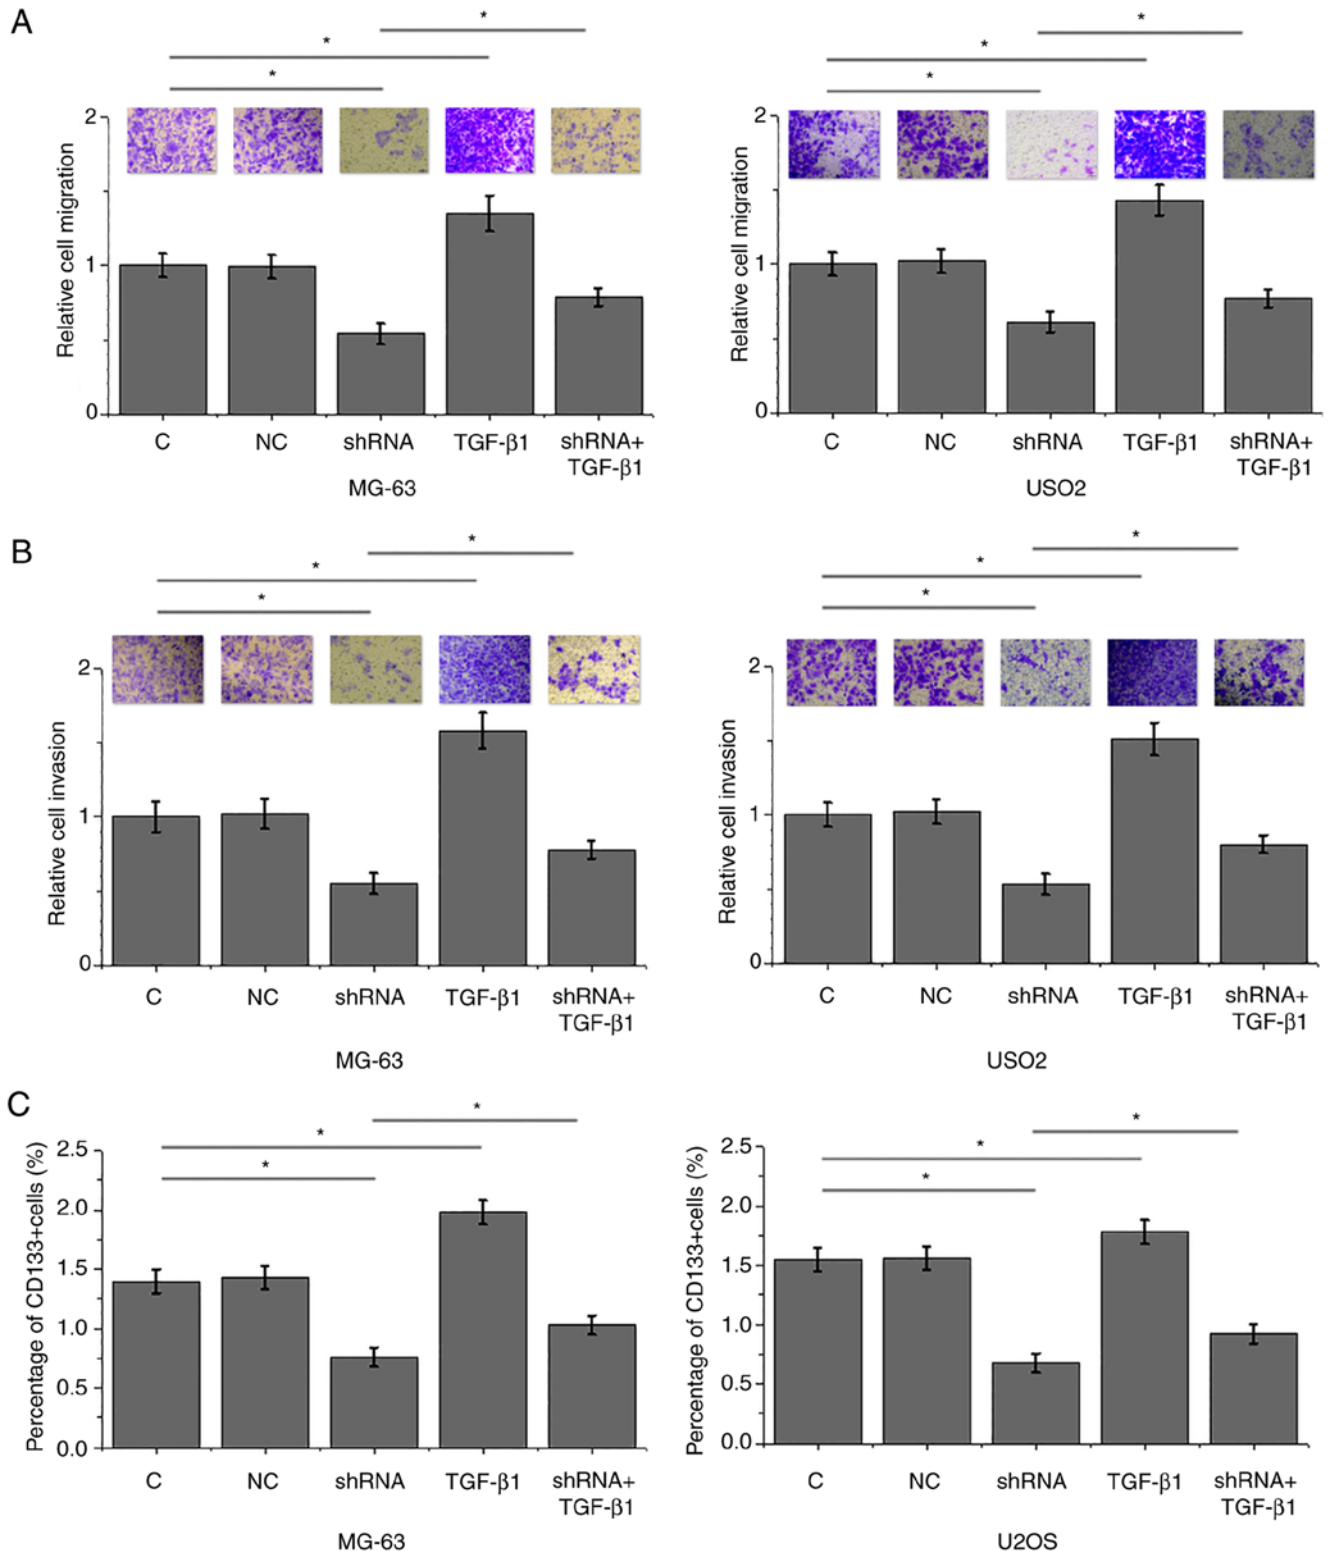 A
*
*
*
2
1
0
Relative cell migration
C NC shRNA TGF-β1 shRNA+
TGF-β1
MG-63
*
*
*
2
1
0
Relative cell migration
C NC shRNA TGF-β1 shRNA+
TGF-β1
USO2
B
*
*
*
2
1
0
Relative cell invasion
C NC shRNA TGF-β1 shRNA+
TGF-β1
MG-63
*
*
*
2
1
0
Relative cell invasion
C NC shRNA TGF-β1 shRNA+
TGF-β1
USO2
C
*
*
*
2.5
2.0
1.5
1.0
0.5
0.0
Percentage of CD133+cells (%)
C NC shRNA TGF-β1 shRNA+
TGF-β1
MG-63
*
*
*
2.5
2.0
1.5
1.0
0.5
0.0
Percentage of CD133+cells (%)
C NC shRNA TGF-β1 shRNA+
TGF-β1
U2OS